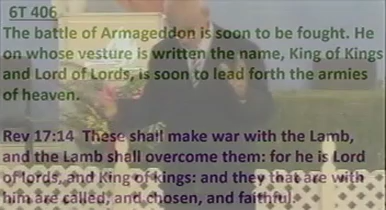 6T 406
The battle of Armageddon is soon to be fought. He
on whose vesture is written the name, King of Kings
and Lord of Lords, is soon to lead forth the armies
of heaven.
Rev 17:14 These shall make war with the Lamb,
and the Lamb shall overcome them: for he is Lord
of lords, and King of kings: and they that are with
him are called, and chosen, and faithful.